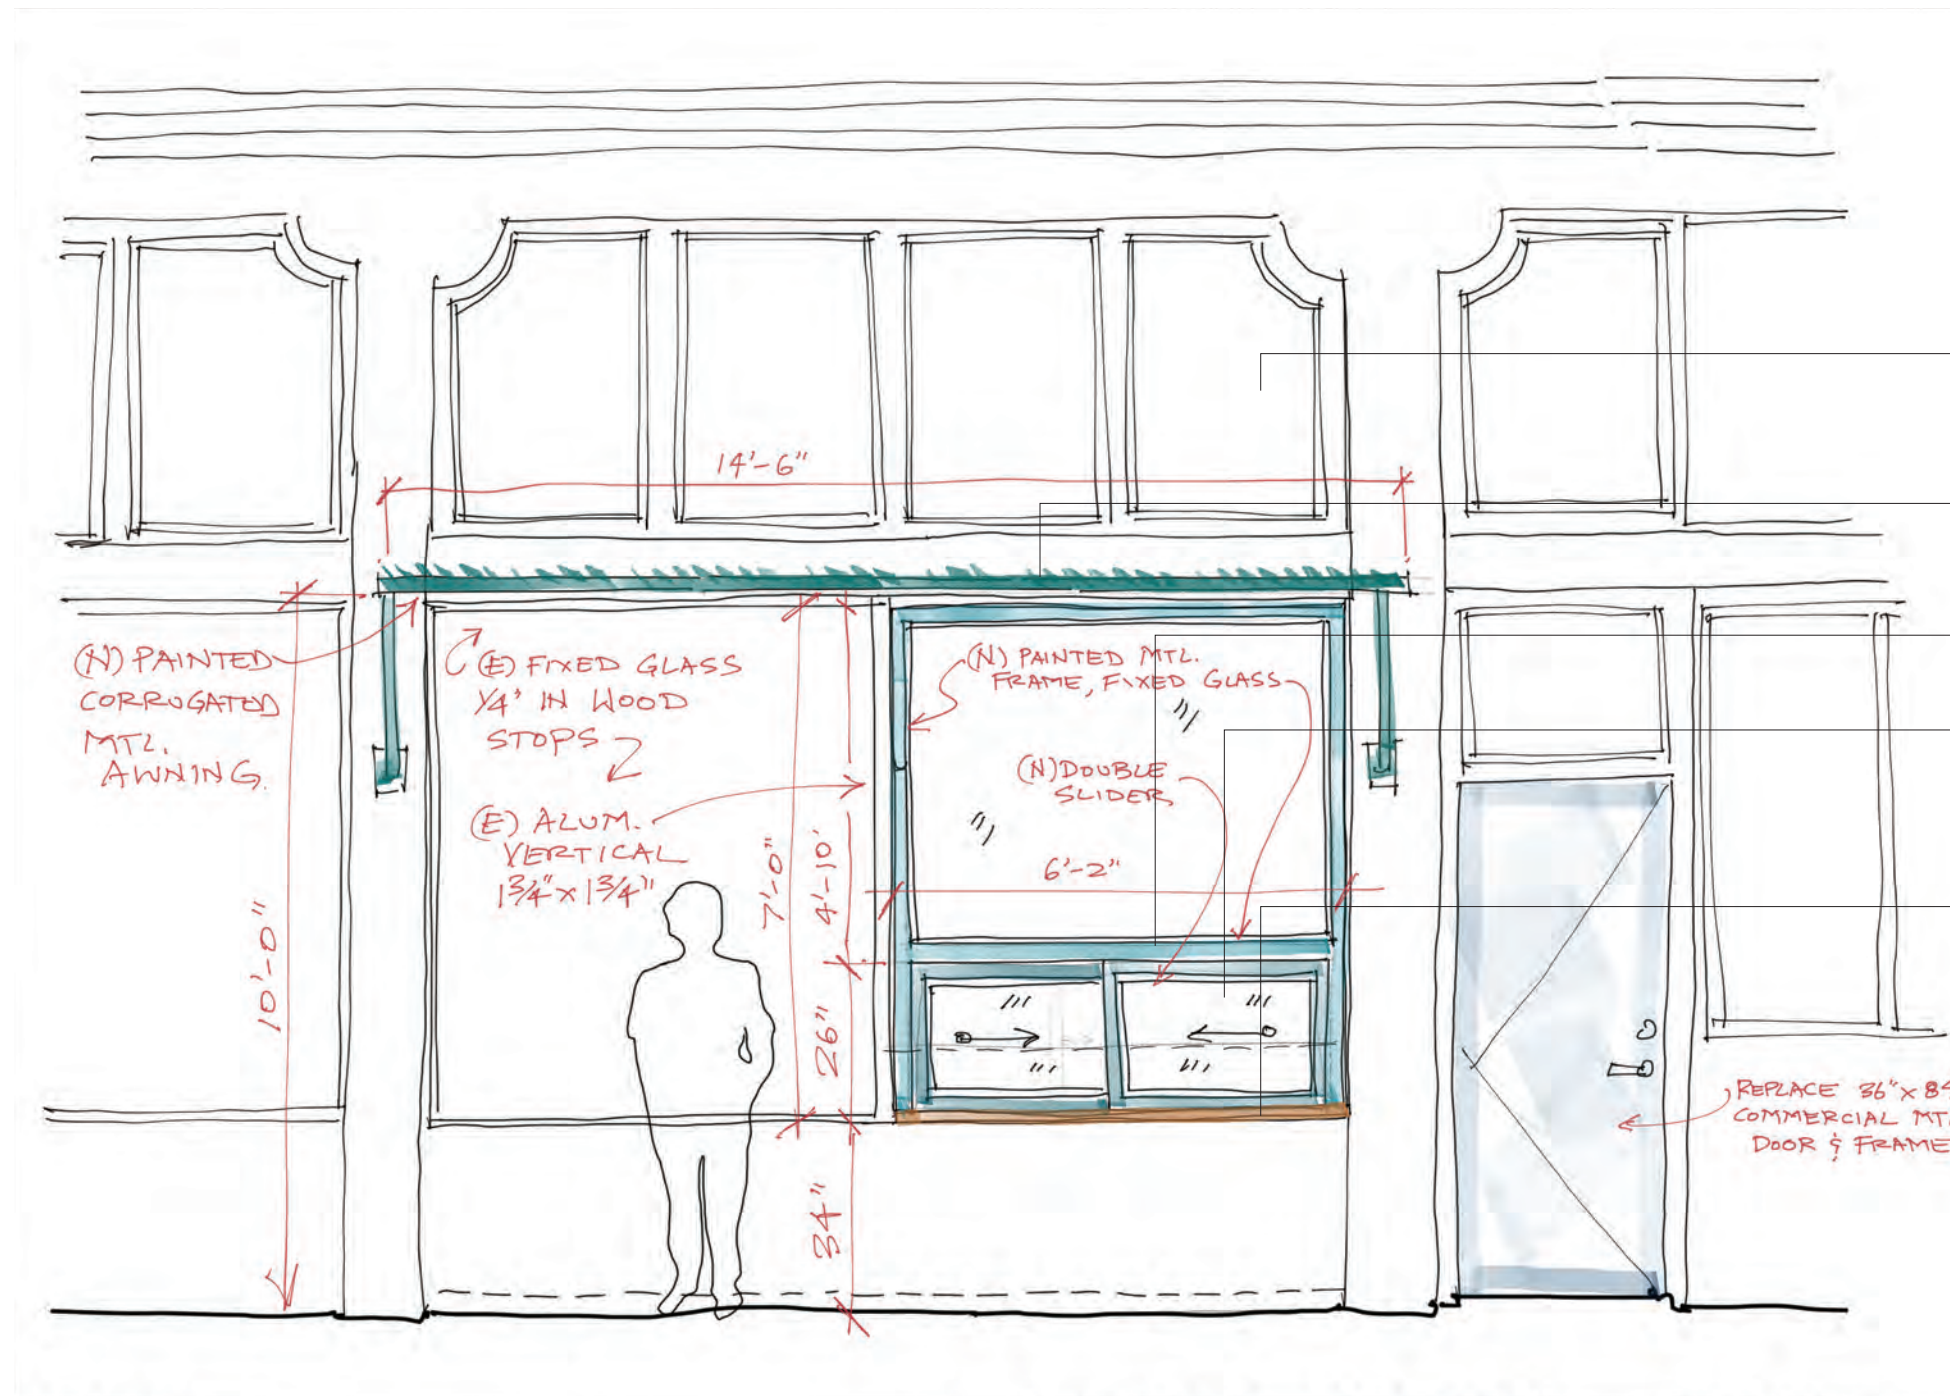 14'-6"
(N) PAINTED
CORRUGATED
MTL.
AWNING.
(E) FIXED GLASS
1/4" IN WOOD
STOPS
(E) ALUM.
VERTICAL
1 3/4" x 1 3/4"
(N) PAINTED MTL.
FRAME, FIXED GLASS
(N) DOUBLE
SLIDER
6'-2"
10'-0"
7'-0"
4'-10'
26"
34"
REPLACE 36" x 84
COMMERCIAL MT
DOOR & FRAME